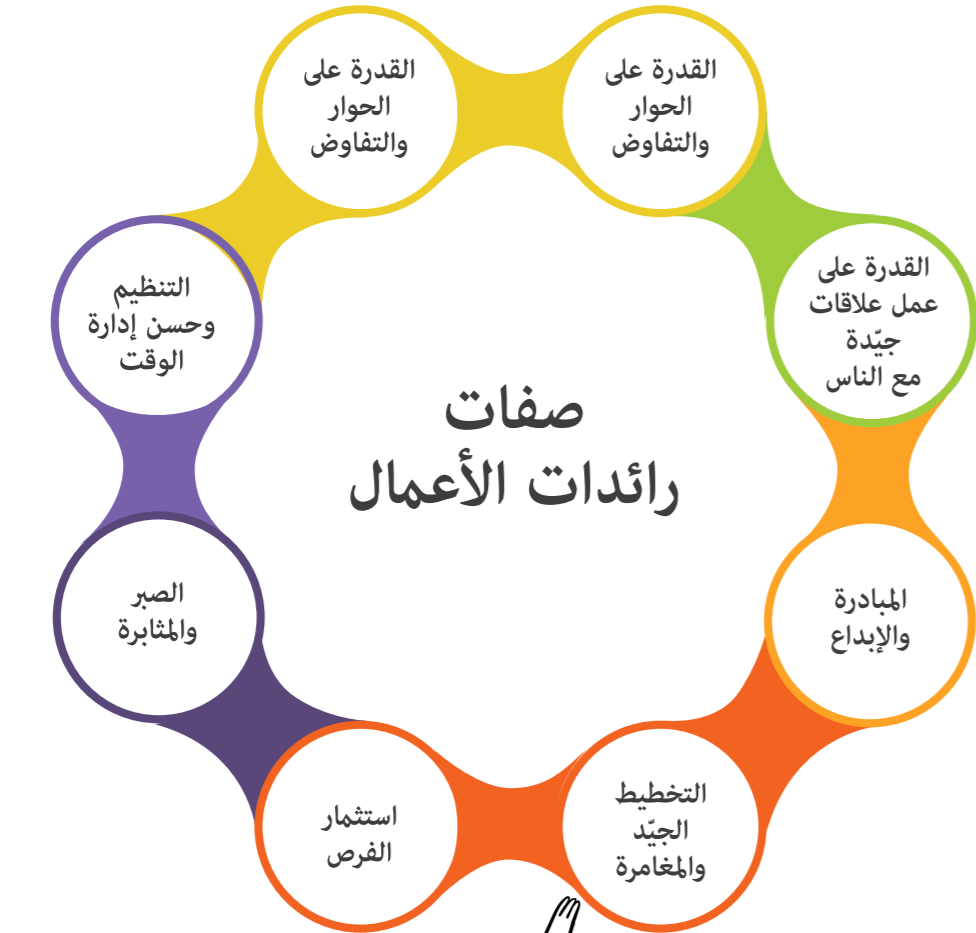 القدرة على
الحوار
والتفاوض
القدرة على
الحوار
والتفاوض
القدرة على
عمل علاقات
جيّدة
مع الناس
التنظيم
وحسن إدارة
الوقت
صفات
رائدات الأعمال
المبادرة
والإبداع
الصبر
والمثابرة
التخطيط
الجيّد
والمغامرة
استثمار
الفرص